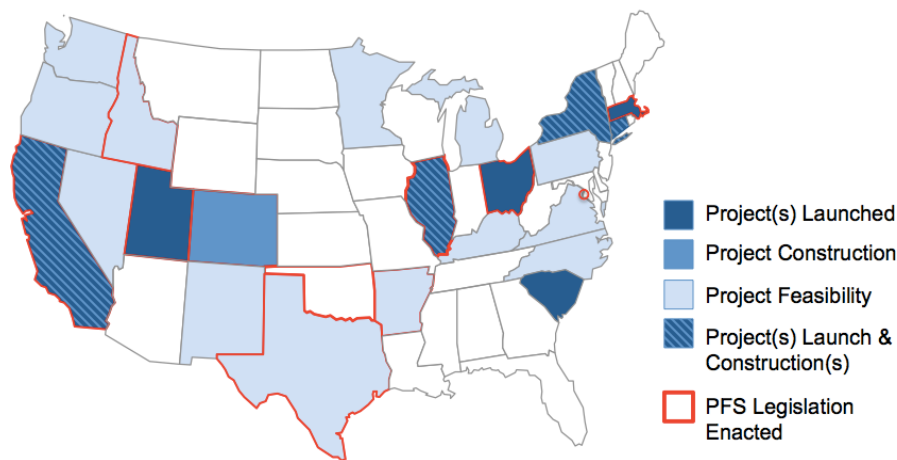 Project(s) Launched
Project Construction
Project Feasibility
Project(s) Launch &
Construction(s)
PFS Legislation
Enacted